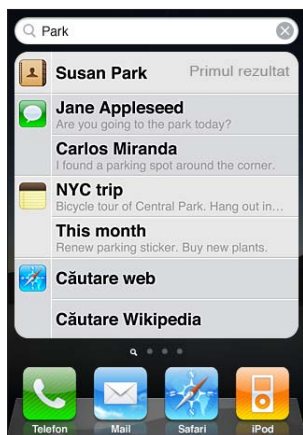 Park
Susan Park Primul rezultat
Jane Appleseed
Are you going to the park today?
Carlos Miranda
I found a parking spot around the corner.
NYC trip
Bicycle tour of Central Park. Hang out in…
This month
Renew parking sticker. Buy new plants.
Căutare web
Căutare Wikipedia
Telefon Mail Safari iPod